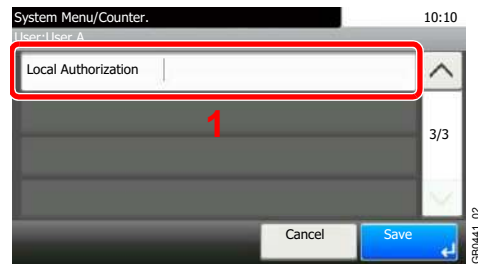 System Menu/Counter.
10:10
User:User A
Local Authorization
1
3/3
Cancel
Save
GB0441_02